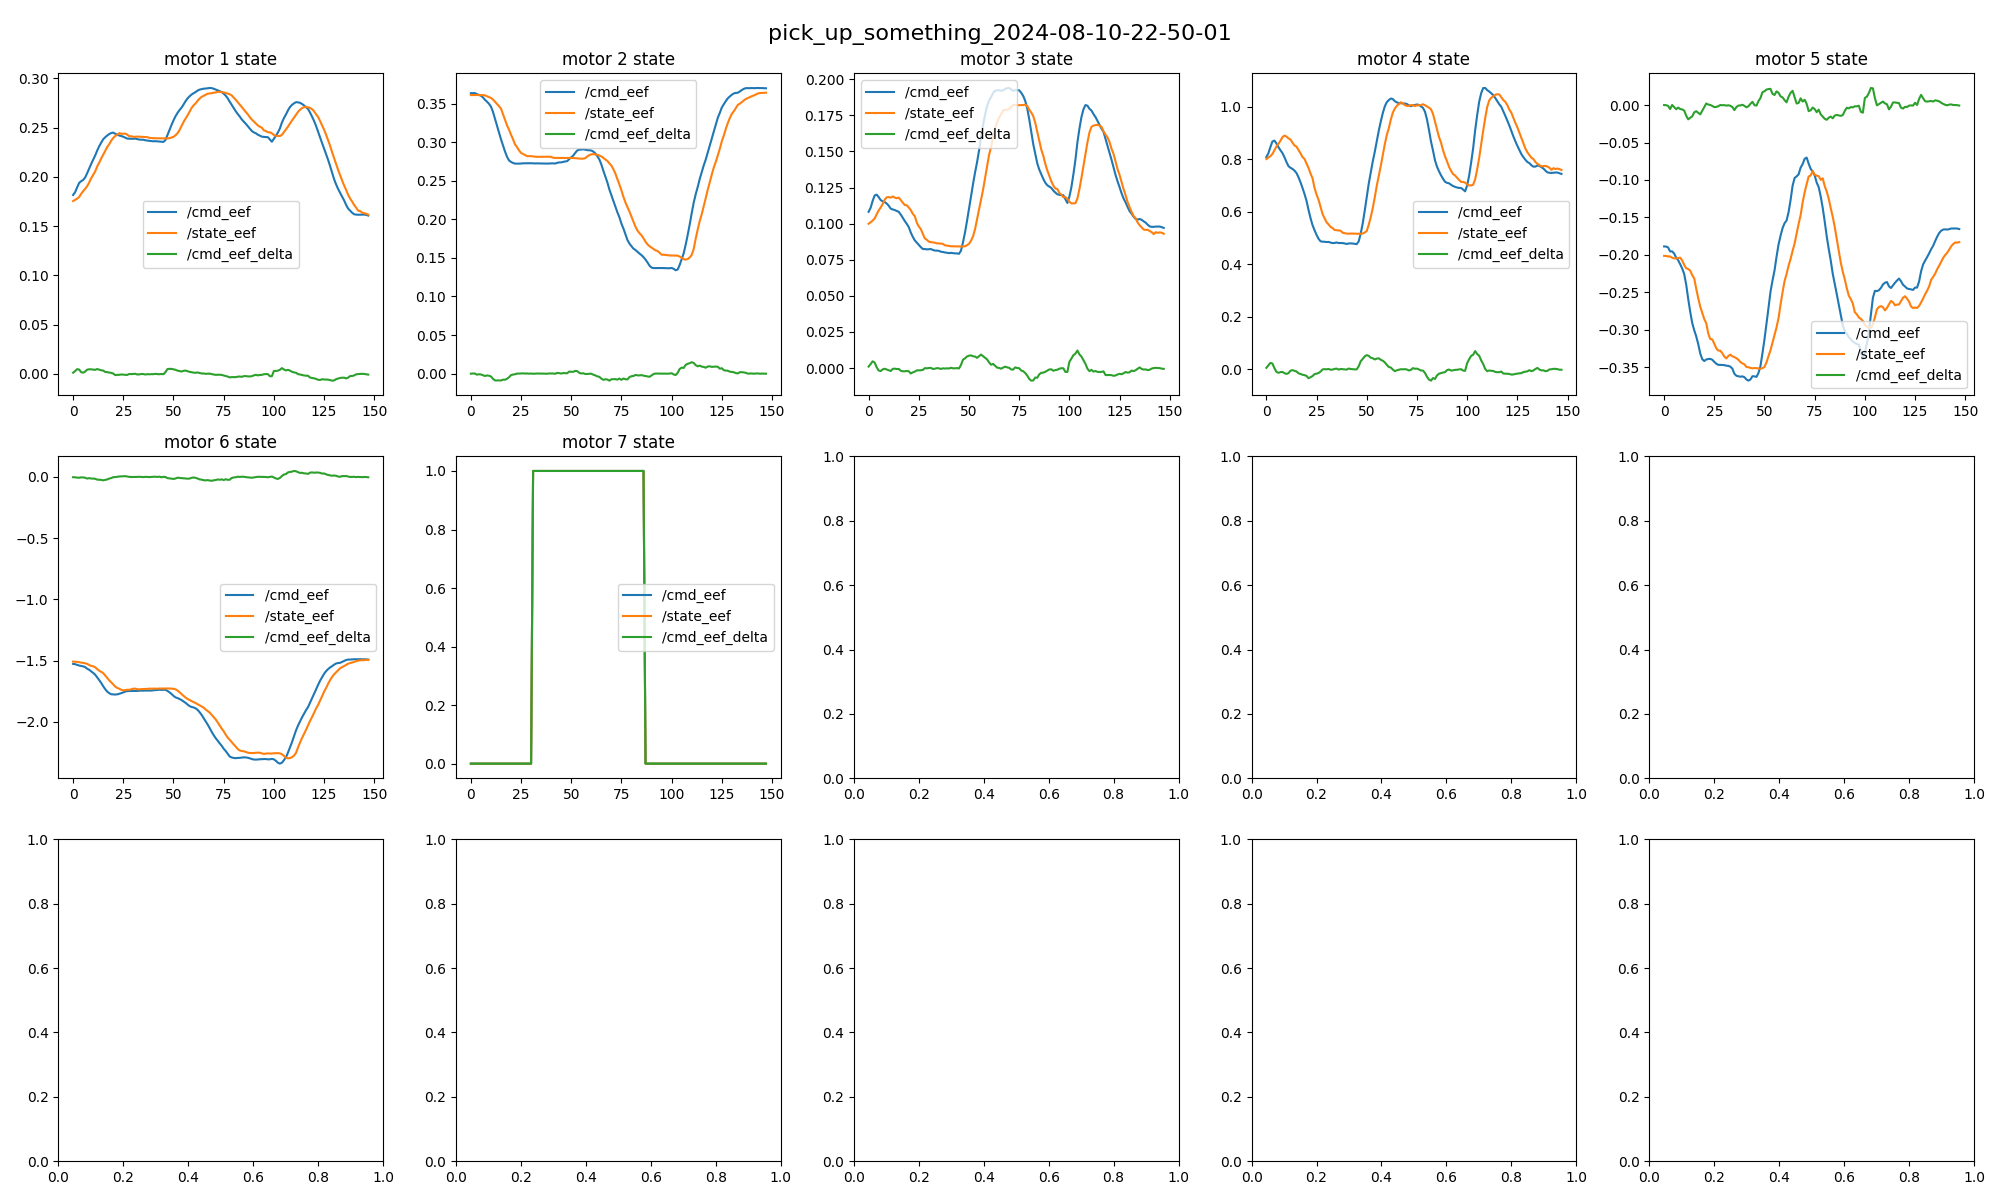 pick_up_something_2024-08-10-22-50-01
motor 1 state
0.30
0.25
0.20
0.15
0.10
0.05
0.00
0 25 50 75 100 125 150
/cmd_eef
/state_eef
/cmd_eef_delta
motor 2 state
0.35
0.30
0.25
0.20
0.15
0.10
0.05
0.00
0 25 50 75 100 125 150
/cmd_eef
/state_eef
/cmd_eef_delta
motor 3 state
0.200
0.175
0.150
0.125
0.100
0.075
0.050
0.025
0.000
0 25 50 75 100 125 150
/cmd_eef
/state_eef
/cmd_eef_delta
motor 4 state
1.0
0.8
0.6
0.4
0.2
0.0
0 25 50 75 100 125 150
/cmd_eef
/state_eef
/cmd_eef_delta
motor 5 state
0.00
−0.05
−0.10
−0.15
−0.20
−0.25
−0.30
−0.35
0 25 50 75 100 125 150
/cmd_eef
/state_eef
/cmd_eef_delta
motor 6 state
0.0
−0.5
−1.0
−1.5
−2.0
0 25 50 75 100 125 150
/cmd_eef
/state_eef
/cmd_eef_delta
motor 7 state
1.0
0.8
0.6
0.4
0.2
0.0
0 25 50 75 100 125 150
/cmd_eef
/state_eef
/cmd_eef_delta
1.0
0.8
0.6
0.4
0.2
0.0
0.0 0.2 0.4 0.6 0.8 1.0
1.0
0.8
0.6
0.4
0.2
0.0
0.0 0.2 0.4 0.6 0.8 1.0
1.0
0.8
0.6
0.4
0.2
0.0
0.0 0.2 0.4 0.6 0.8 1.0
1.0
0.8
0.6
0.4
0.2
0.0
0.0 0.2 0.4 0.6 0.8 1.0
1.0
0.8
0.6
0.4
0.2
0.0
0.0 0.2 0.4 0.6 0.8 1.0
1.0
0.8
0.6
0.4
0.2
0.0
0.0 0.2 0.4 0.6 0.8 1.0
1.0
0.8
0.6
0.4
0.2
0.0
0.0 0.2 0.4 0.6 0.8 1.0
1.0
0.8
0.6
0.4
0.2
0.0
0.0 0.2 0.4 0.6 0.8 1.0